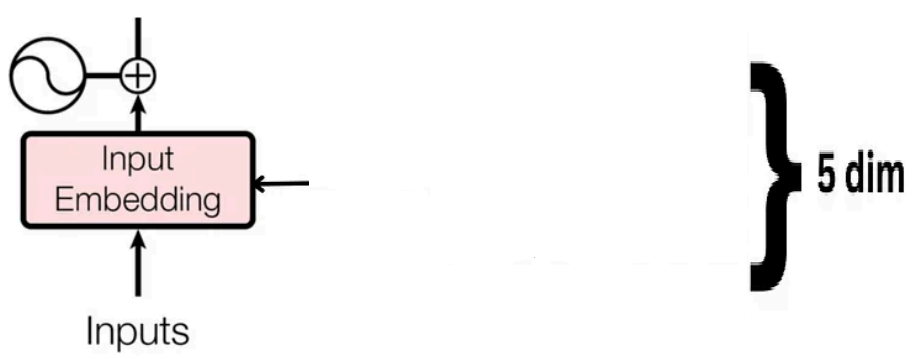 Input
Embedding
5 dim
Inputs